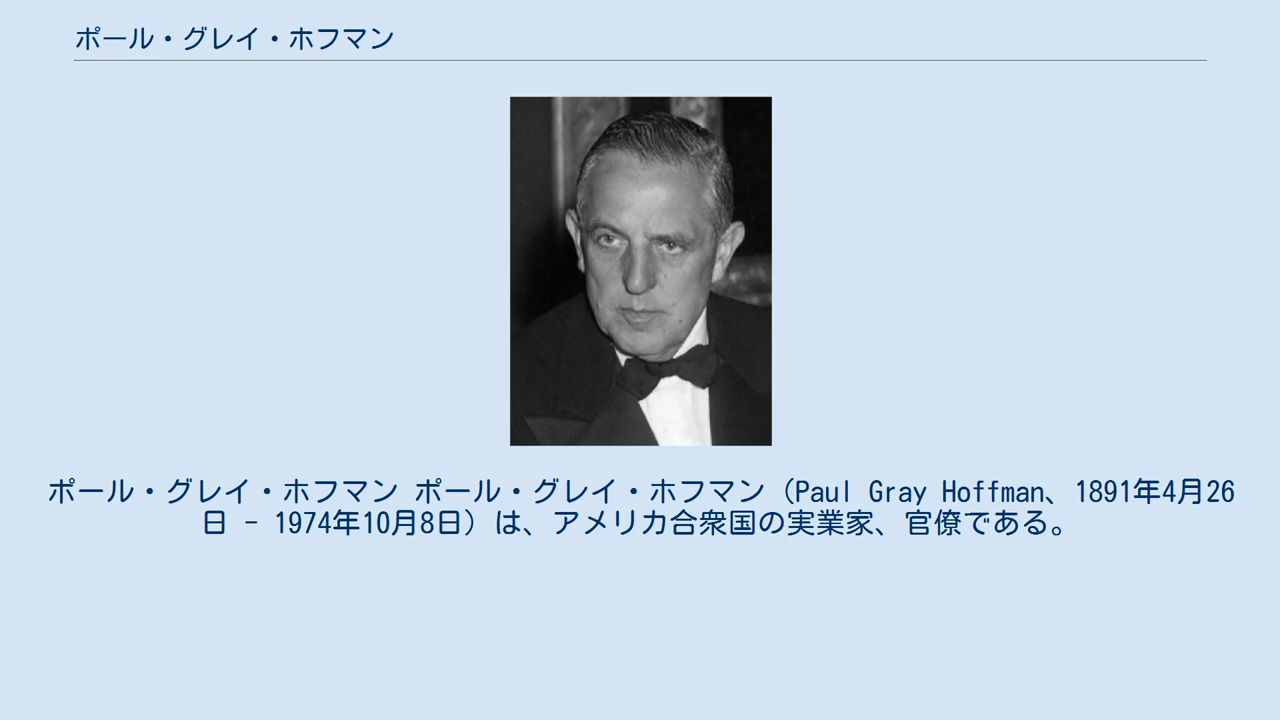 ポール・グレイ・ホフマン
ポール・グレイ・ホフマン ポール・グレイ・ホフマン（Paul Gray Hoffman、1891年4月26
日 - 1974年10月8日）は、アメリカ合衆国の実業家、官僚である。